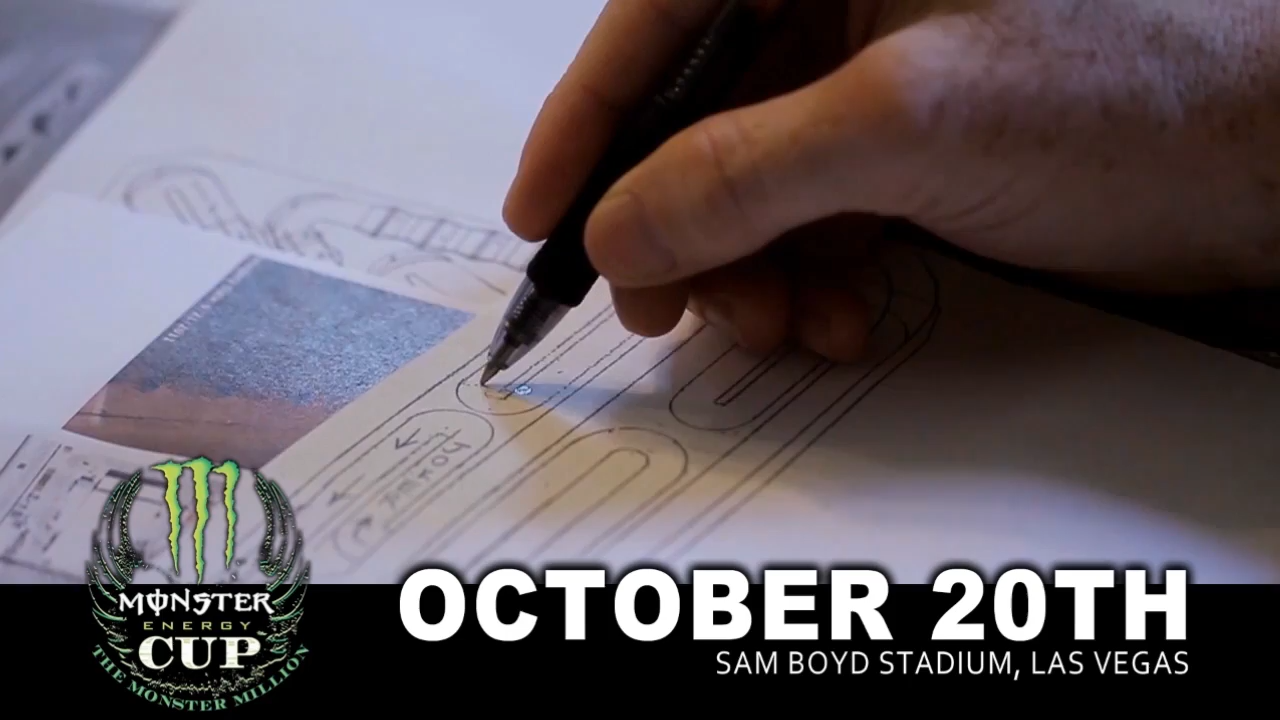 OCTOBER 20TH
SAM BOYD STADIUM, LAS VEGAS
MONSTER
ENERGY
CUP
THE MONSTER MILLION